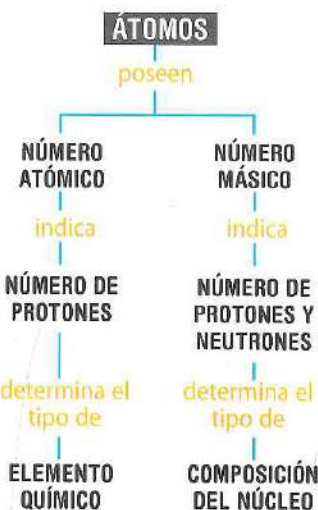 ÁTOMOS
poseen
NÚMERO
ATÓMICO
indica
NÚMERO DE
PROTONES
determina el
tipo de
ELEMENTO
QUÍMICO
NÚMERO
MÁSICO
indica
NÚMERO DE
PROTONES Y
NEUTRONES
determina el
tipo de
COMPOSICIÓN
DEL NÚCLEO